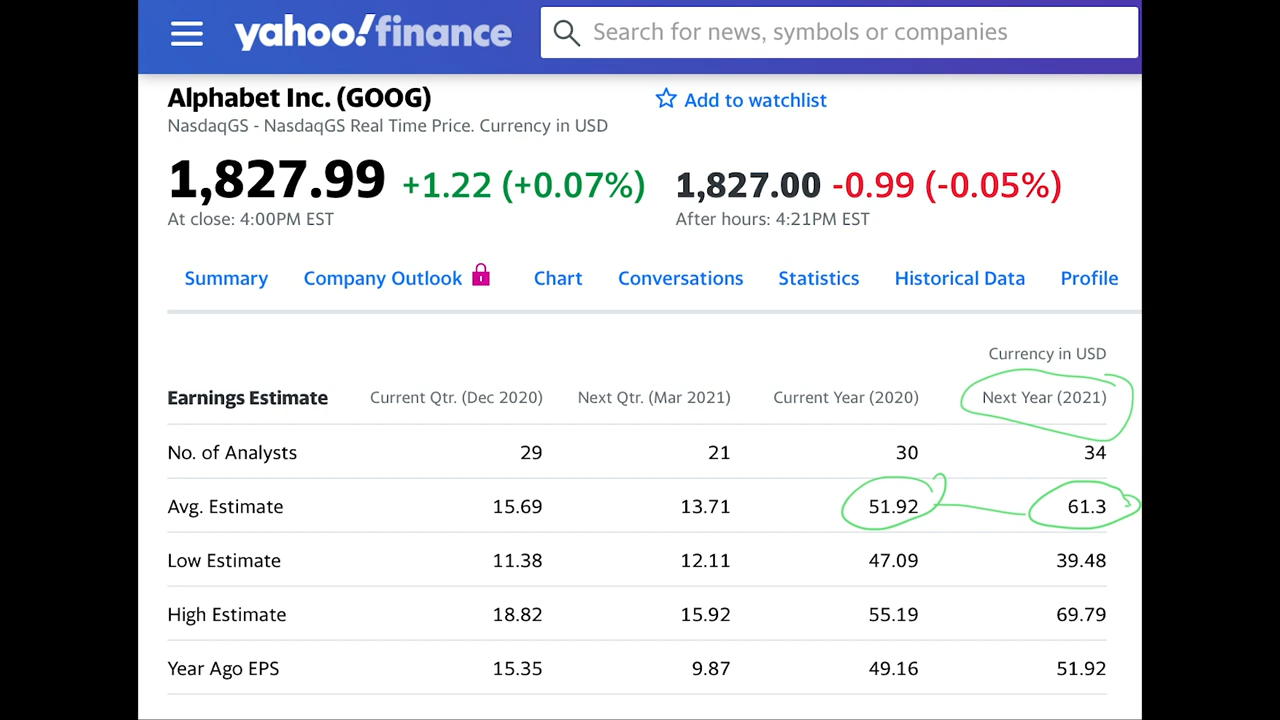 yahoo!finance Search for news, symbols or companies
Alphabet Inc. (GOOG) Add to watchlist
NasdaqGS - NasdaqGS Real Time Price. Currency in USD
1,827.99 +1.22 (+0.07%) 1,827.00 -0.99 (-0.05%)
At close: 4:00PM EST After hours: 4:21PM EST
Summary Company Outlook Chart Conversations Statistics Historical Data Profile
Currency in USD
Earnings Estimate Current Qtr. (Dec 2020) Next Qtr. (Mar 2021) Current Year (2020) Next Year (2021)
No. of Analysts 29 21 30 34
Avg. Estimate 15.69 13.71 51.92 61.3
Low Estimate 11.38 12.11 47.09 39.48
High Estimate 18.82 15.92 55.19 69.79
Year Ago EPS 15.35 9.87 49.16 51.92